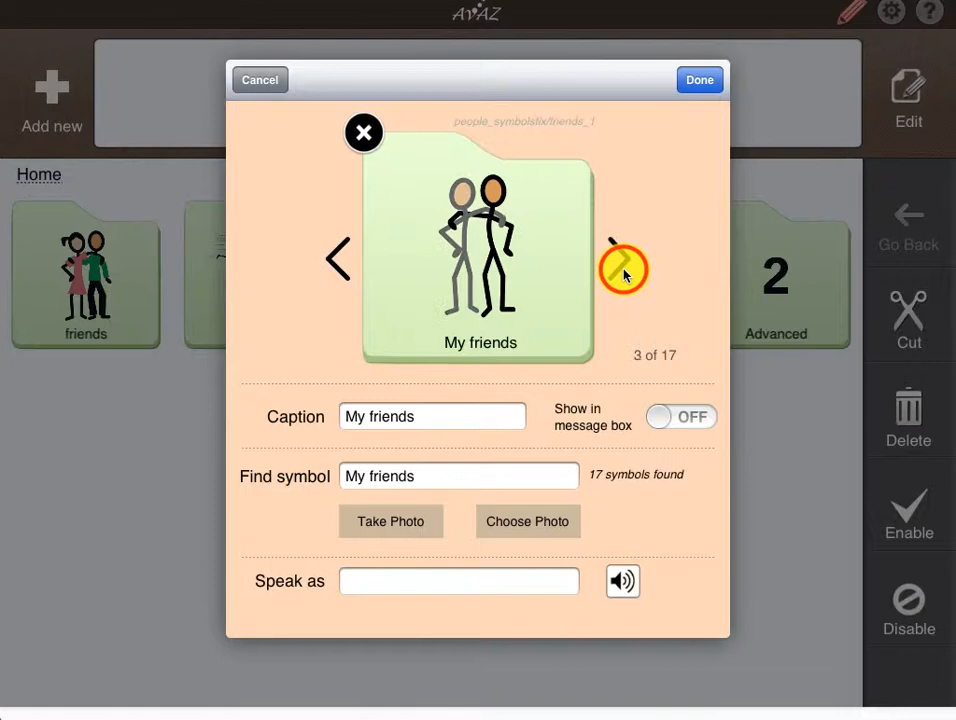 AVAZ
Add new
Edit
Cancel
Done
people_symbolstix/friends_1
Home
friends
My friends
3 of 17
2
Advanced
Go Back
Cut
Delete
Enable
Disable
Caption
My friends
Show in
message box
OFF
Find symbol
My friends
17 symbols found
Take Photo
Choose Photo
Speak as